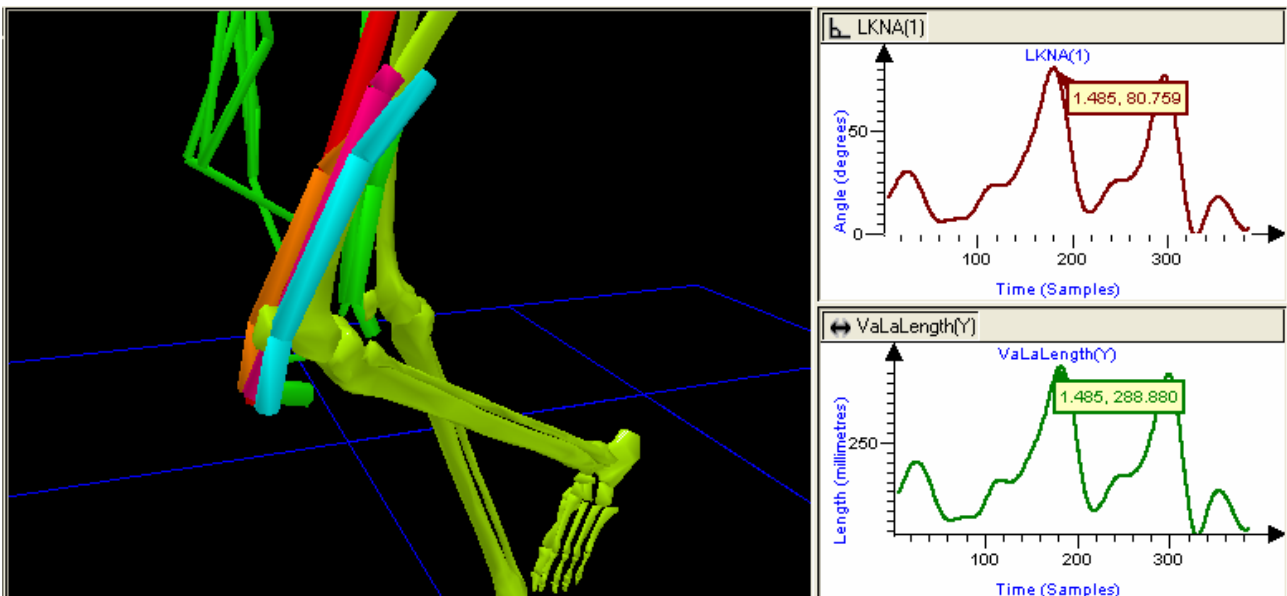 LKNA(1)
LKNA(1)
1.485, 80.759
50
0
Angle (degrees)
100
200
300
Time (Samples)
VaLaLength(Y)
VaLaLength(Y)
1.485, 288.880
250
Length (millimetres)
100
200
300
Time (Samples)